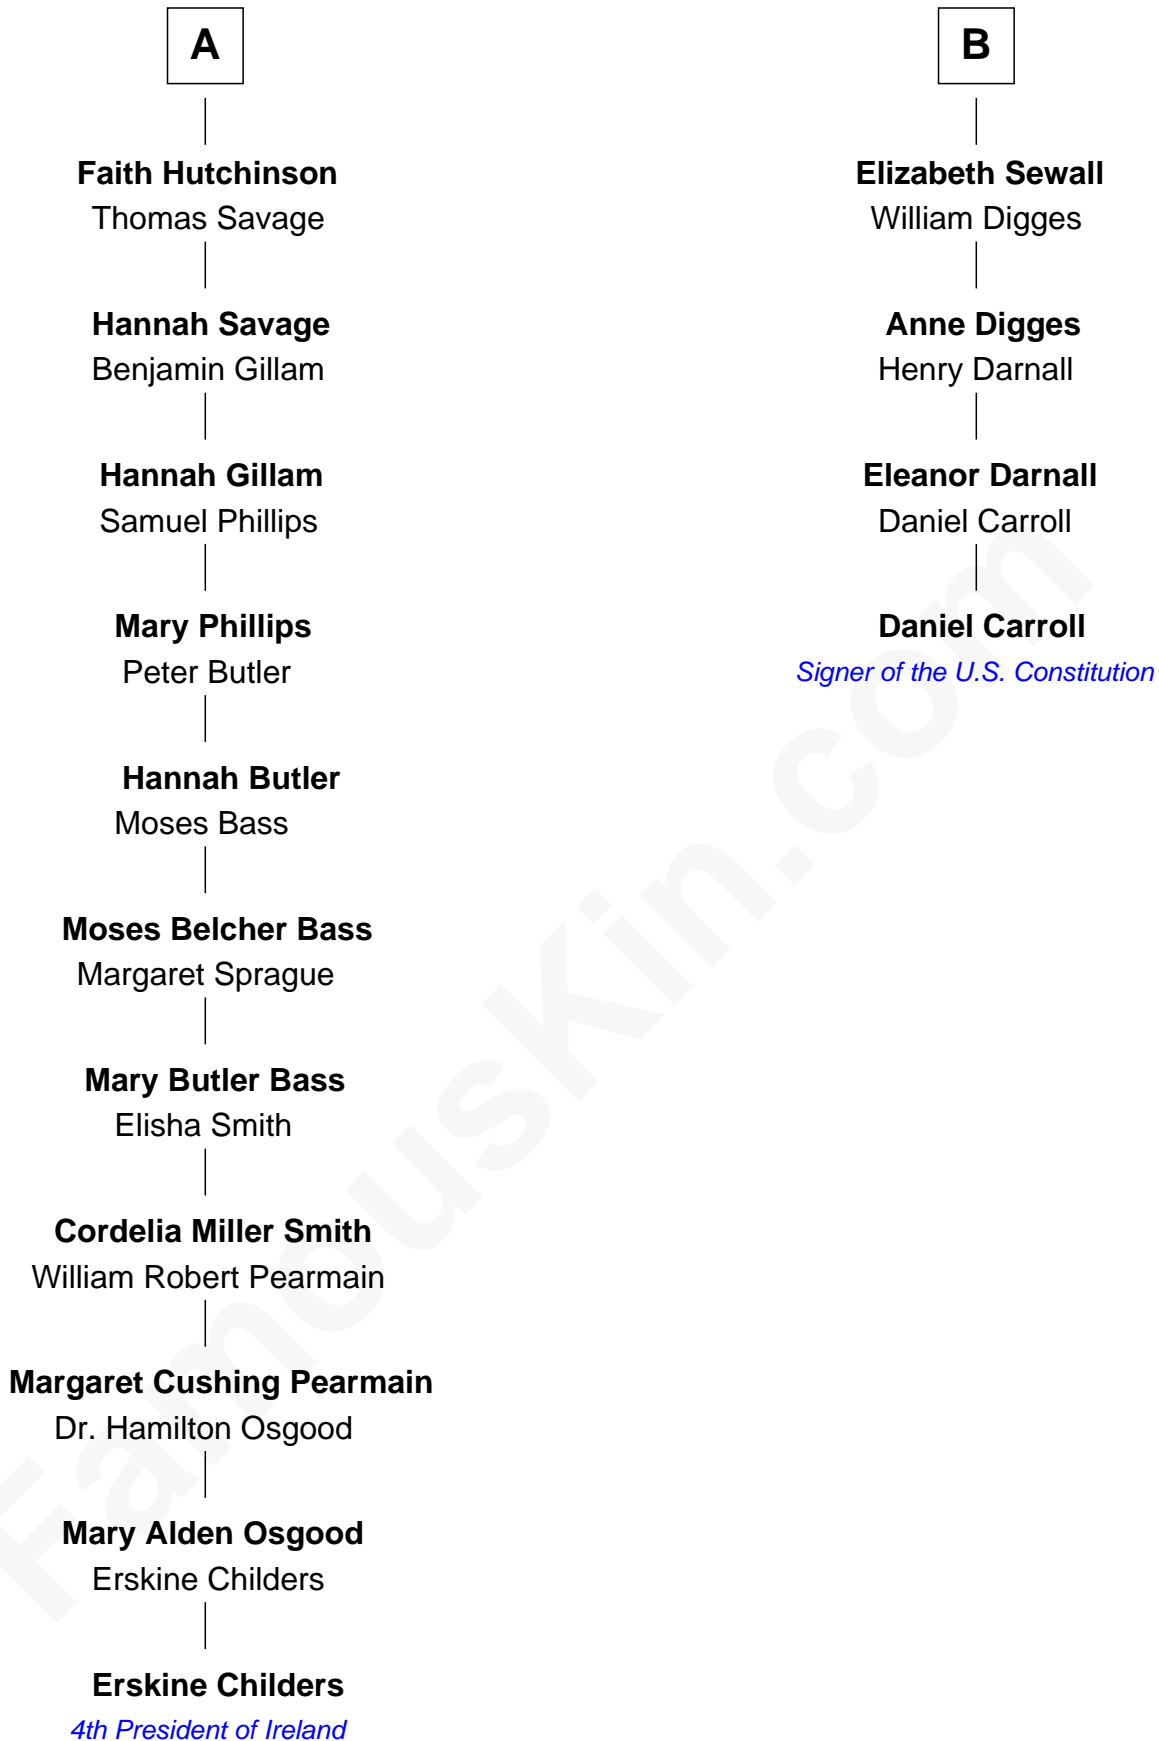 A
Faith Hutchinson
Thomas Savage
Hannah Savage
Benjamin Gillam
Hannah Gillam
Samuel Phillips
Mary Phillips
Peter Butler
Hannah Butler
Moses Bass
Moses Belcher Bass
Margaret Sprague
Mary Butler Bass
Elisha Smith
Cordelia Miller Smith
William Robert Pearmain
Margaret Cushing Pearmain
Dr. Hamilton Osgood
Mary Alden Osgood
Erskine Childers
Erskine Childers
4th President of Ireland
B
Elizabeth Sewall
William Digges
Anne Digges
Henry Darnall
Eleanor Darnall
Daniel Carroll
Daniel Carroll
Signer of the U.S. Constitution
FamousKin.com